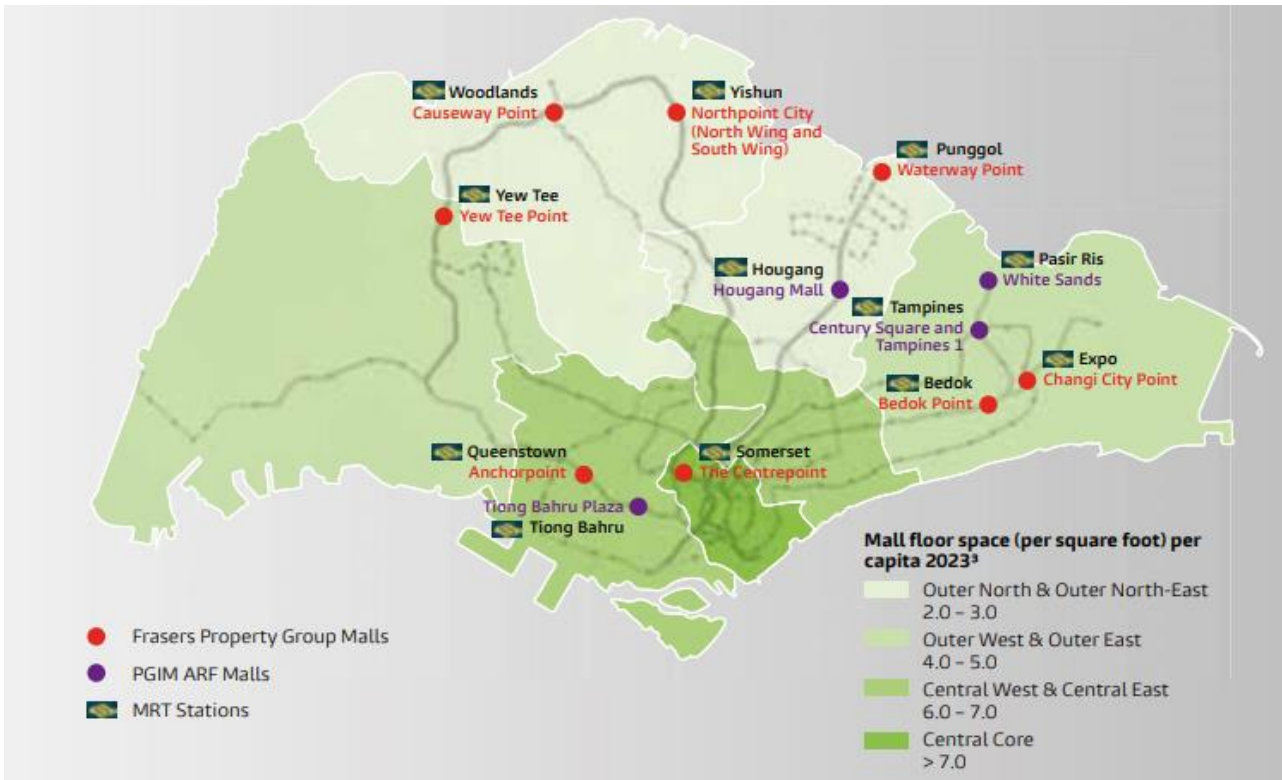 Woodlands
Causeway Point
Yishun
Northpoint City
(North Wing and
South Wing)
Punggol
Waterway Point
Yew Tee
Yew Tee Point
Hougang
Hougang Mall
Pasir Ris
White Sands
Tampines
Century Square and
Tampines 1
Expo
Changi City Point
Bedok
Bedok Point
Queenstown
Anchorpoint
Somerset
The Centrepoint
Tiong Bahru Plaza
Tiong Bahru
Mall floor space (per square foot) per
capita 2023³
Outer North & Outer North-East
2.0 – 3.0
Outer West & Outer East
4.0 – 5.0
Central West & Central East
6.0 – 7.0
Central Core
> 7.0
Frasers Property Group Malls
PGIM ARF Malls
MRT Stations